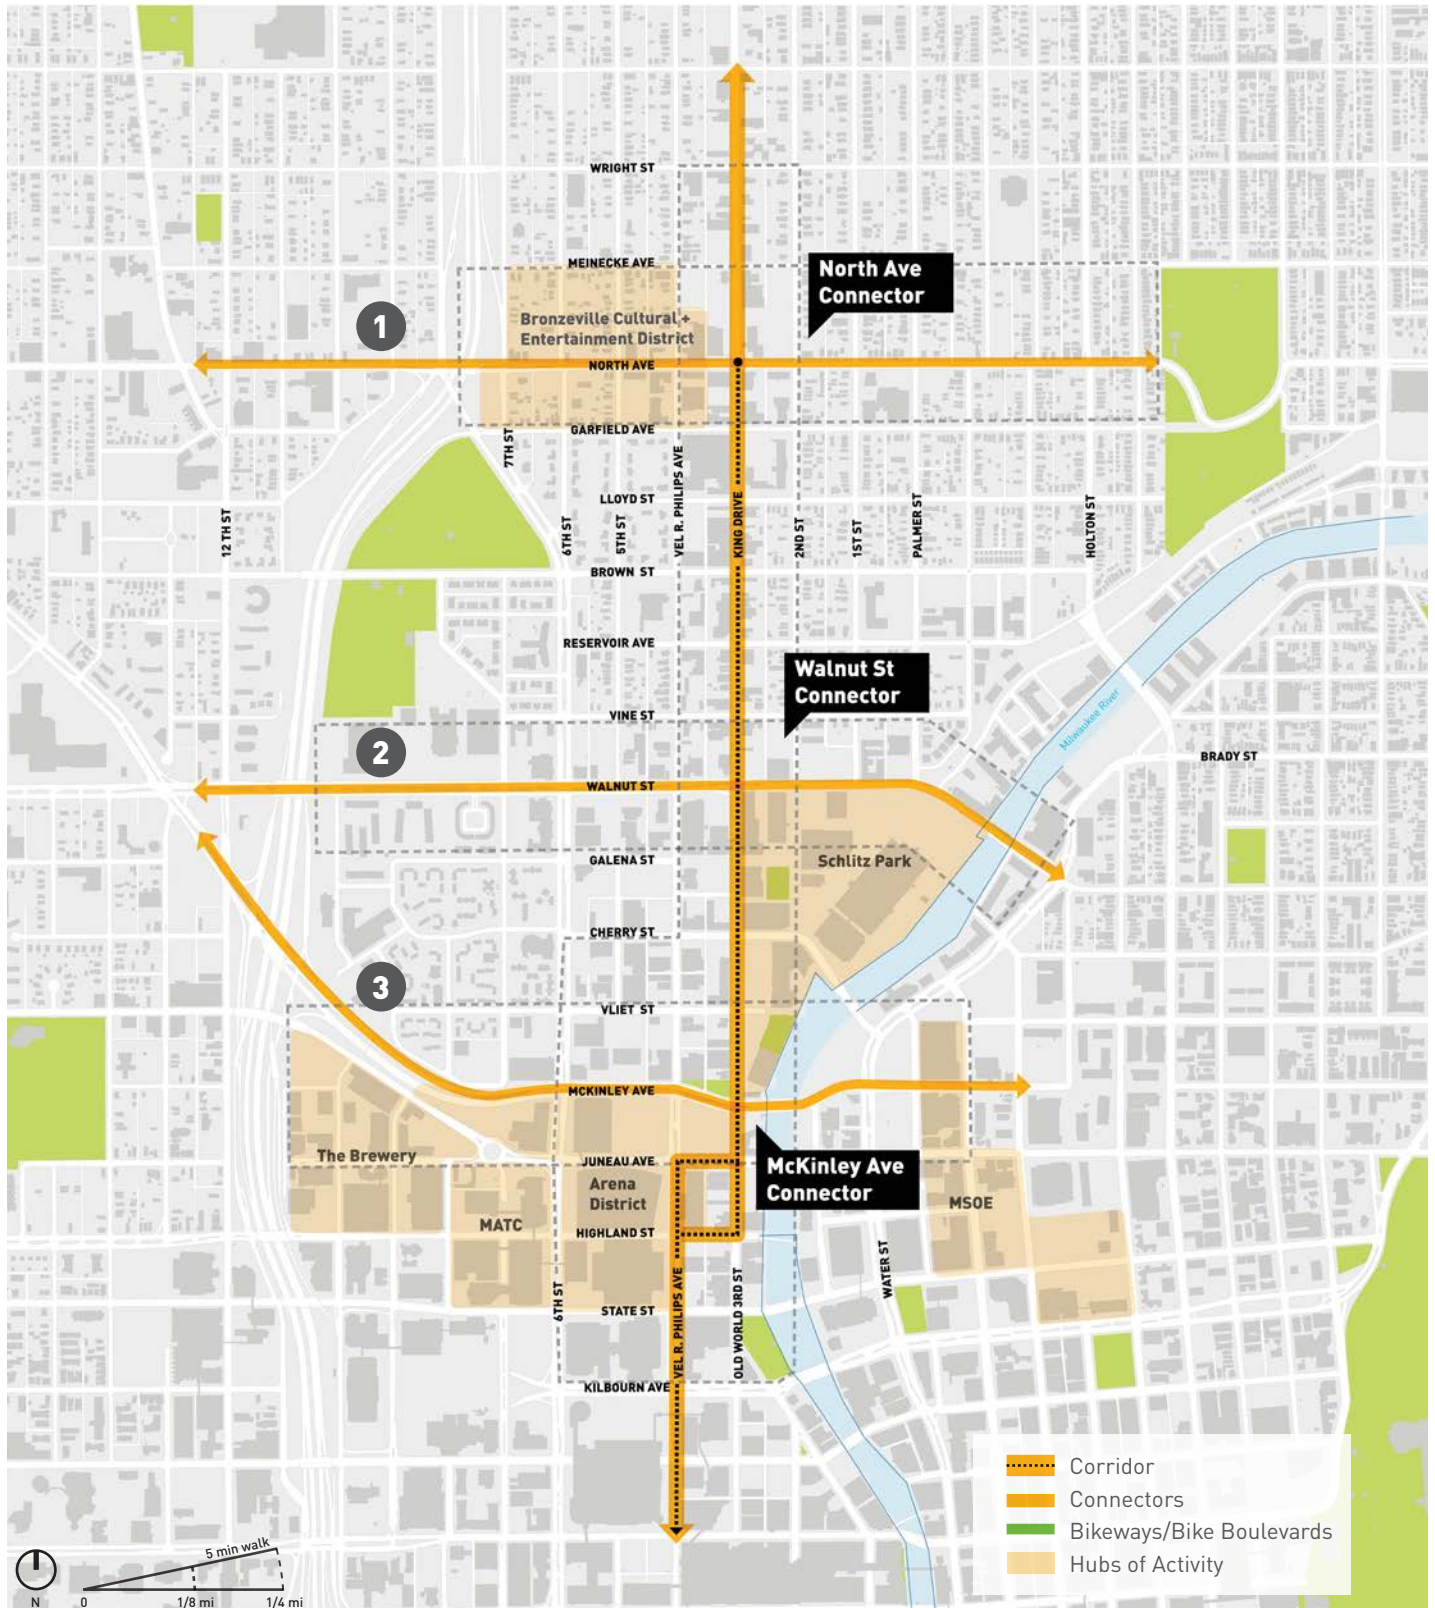 WRIGHT ST
MEINECKE AVE
North Ave
Connector
1
Bronzeville Cultural +
Entertainment District
NORTH AVE
GARFIELD AVE
7TH ST
VEL R. PHILIPS AVE
LLOYD ST
KING DRIVE
12 TH ST
6TH ST
5TH ST
2ND ST
1ST ST
PALMER ST
HOLTON ST
BROWN ST
RESERVOIR AVE
Walnut St
Connector
Milwaukee River
VINE ST
2
BRADY ST
WALNUT ST
GALENA ST
Schlitz Park
CHERRY ST
3
VLIET ST
MCKINLEY AVE
The Brewery
JUNEAU AVE
McKinley Ave
Connector
Arena
District
MSOE
MATC
HIGHLAND ST
WATER ST
6TH ST
STATE ST
VEL R. PHILIPS AVE
OLD WORLD 3RD ST
KILBOURN AVE
Corridor
Connectors
Bikeways/Bike Boulevards
Hubs of Activity
5 min walk
N
0
1/8 mi
1/4 mi